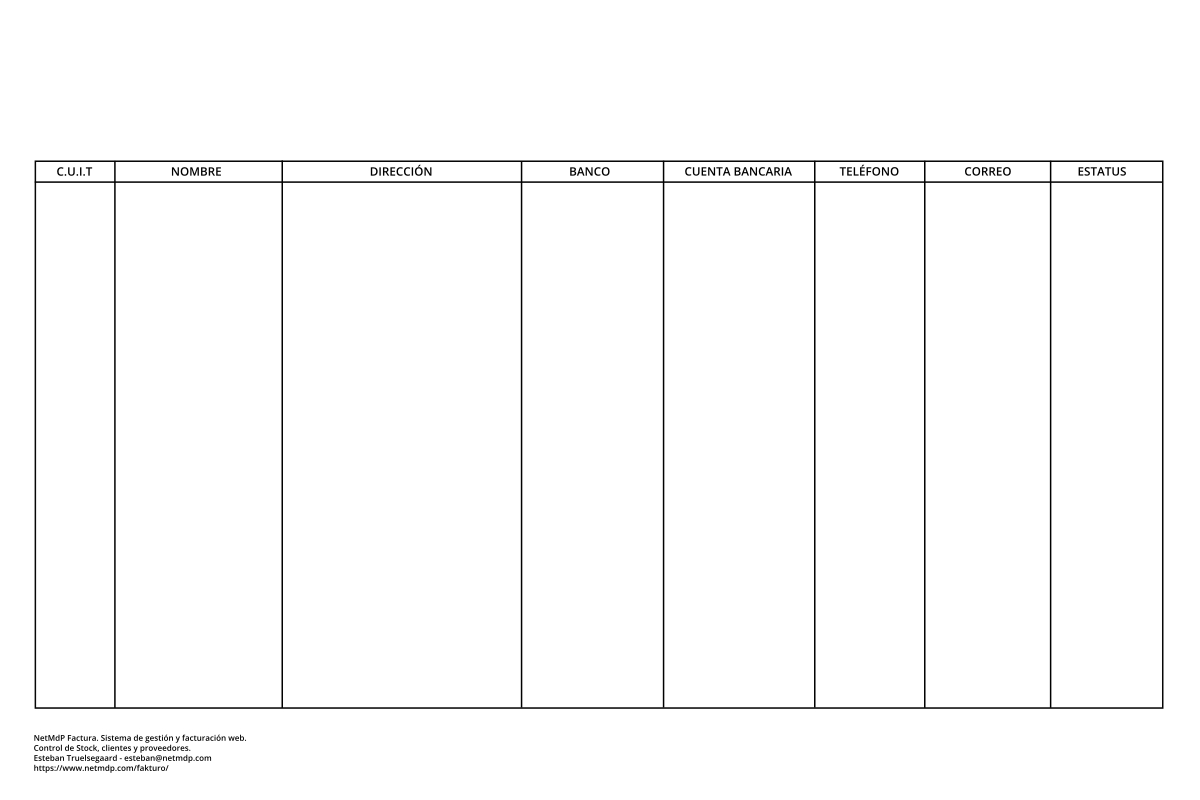 C.U.I.T NOMBRE DIRECCIÓN BANCO CUENTA BANCARIA TELÉFONO CORREO ESTATUS
NetMdP Factura. Sistema de gestión y facturación web.
Control de Stock, clientes y proveedores.
Esteban Truelsegaard - esteban@netmdp.com
https://www.netmdp.com/fakturo/